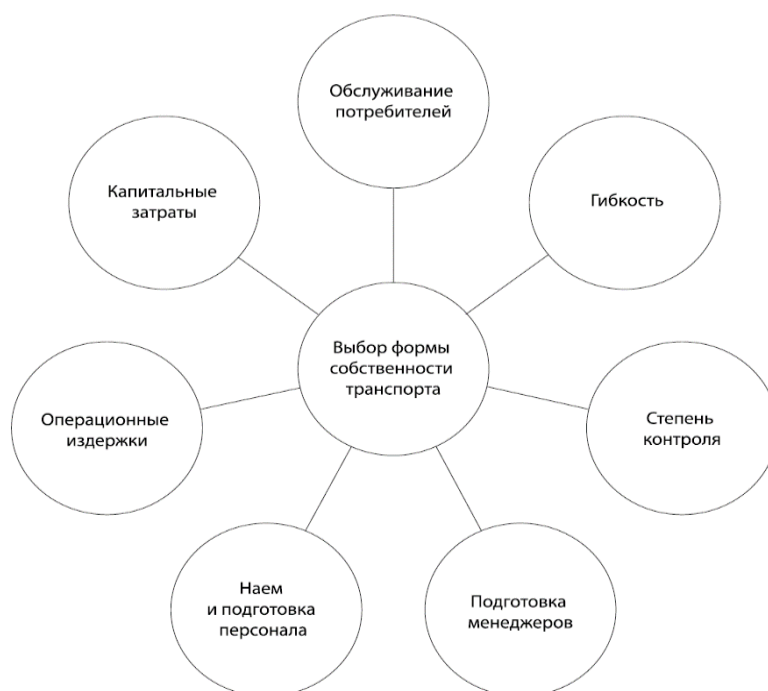 Обслуживание
потребителей
Капитальные
затраты
Гибкость
Выбор формы
собственности
транспорта
Операционные
издержки
Степень
контроля
Наем
и подготовка
персонала
Подготовка
менеджеров